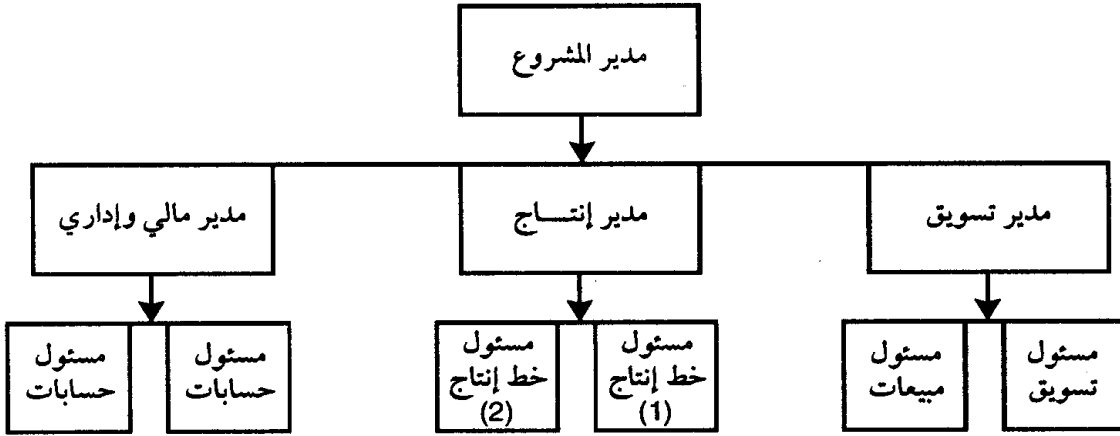 مدير المشروع
مدير تسويق
مدير إنتـــاج
مدير مالي وإداري
مسئول
تسويق
مسئول
مبيعات
مسئول
خط إنتاج
(1)
مسئول
خط إنتاج
(2)
مسئول
حسابات
مسئول
حسابات